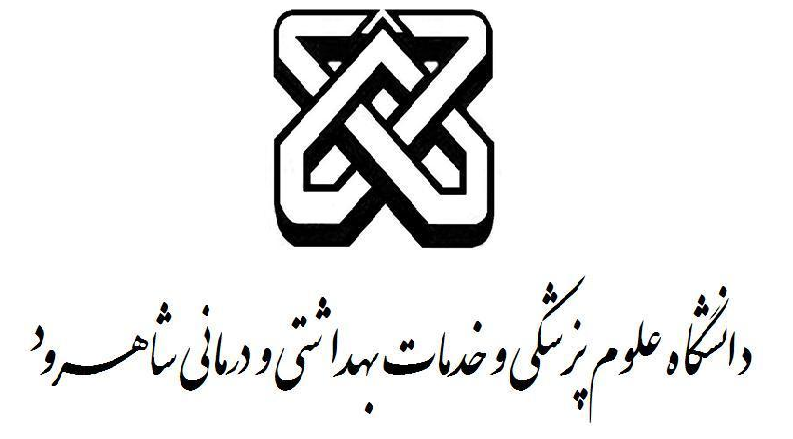 دانشگاه علوم پزشکی و خدمات بهداشتی و درمانی شاهرود